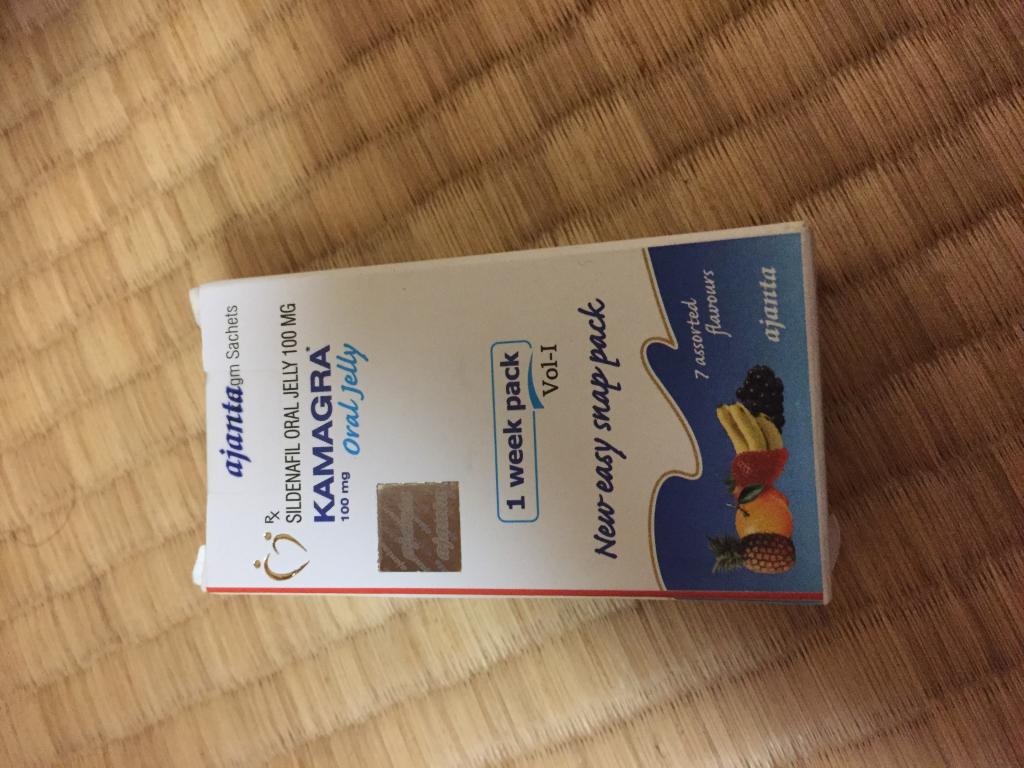 ajanta
gm Sachets
Rx
SILDENAFIL ORAL JELLY 100 MG
KAMAGRA
100 mg
Oral Jelly
1 week pack
Vol-I
New easy snap pack
7 assorted
flavours
ajanta